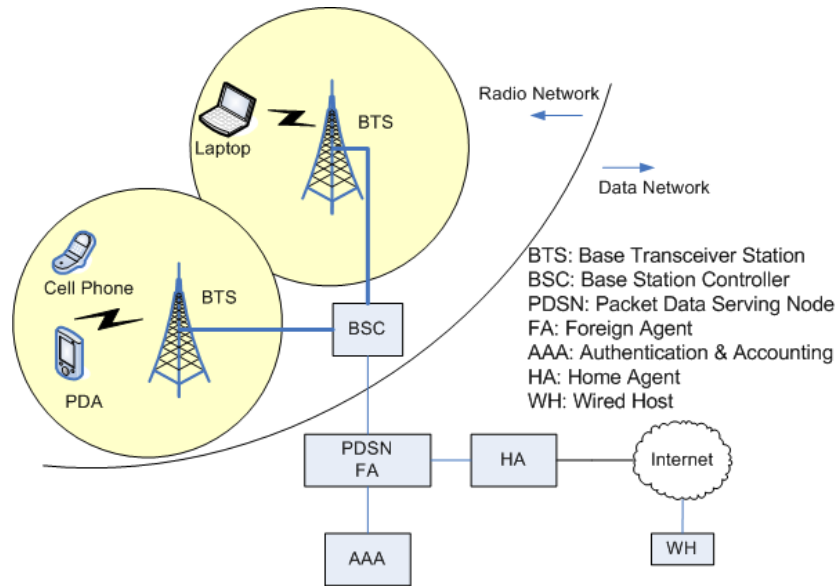 Laptop
BTS
Radio Network
Data Network
Cell Phone
BTS
PDA
BSC
BTS: Base Transceiver Station
BSC: Base Station Controller
PDSN: Packet Data Serving Node
FA: Foreign Agent
AAA: Authentication & Accounting
HA: Home Agent
WH: Wired Host
PDSN
FA
HA
Internet
AAA
WH